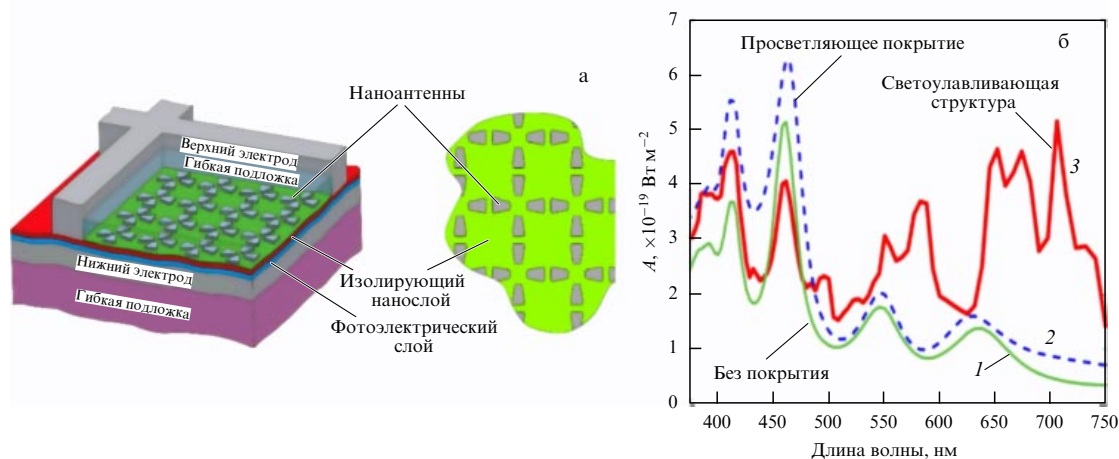 а
Наноантенны
Верхний электрод
Гибкая подложка
Нижний электрод
Гибкая подложка
Изолирующий
нанослой
Фотоэлектрический
слой
б
7
6
5
4
3
2
1
0
A, ×10⁻¹⁹ Вт м⁻²
Просветляющее покрытие
Светоулавливающая
структура
3
2
1
Без покрытия
400 450 500 550 600 650 700 750
Длина волны, нм